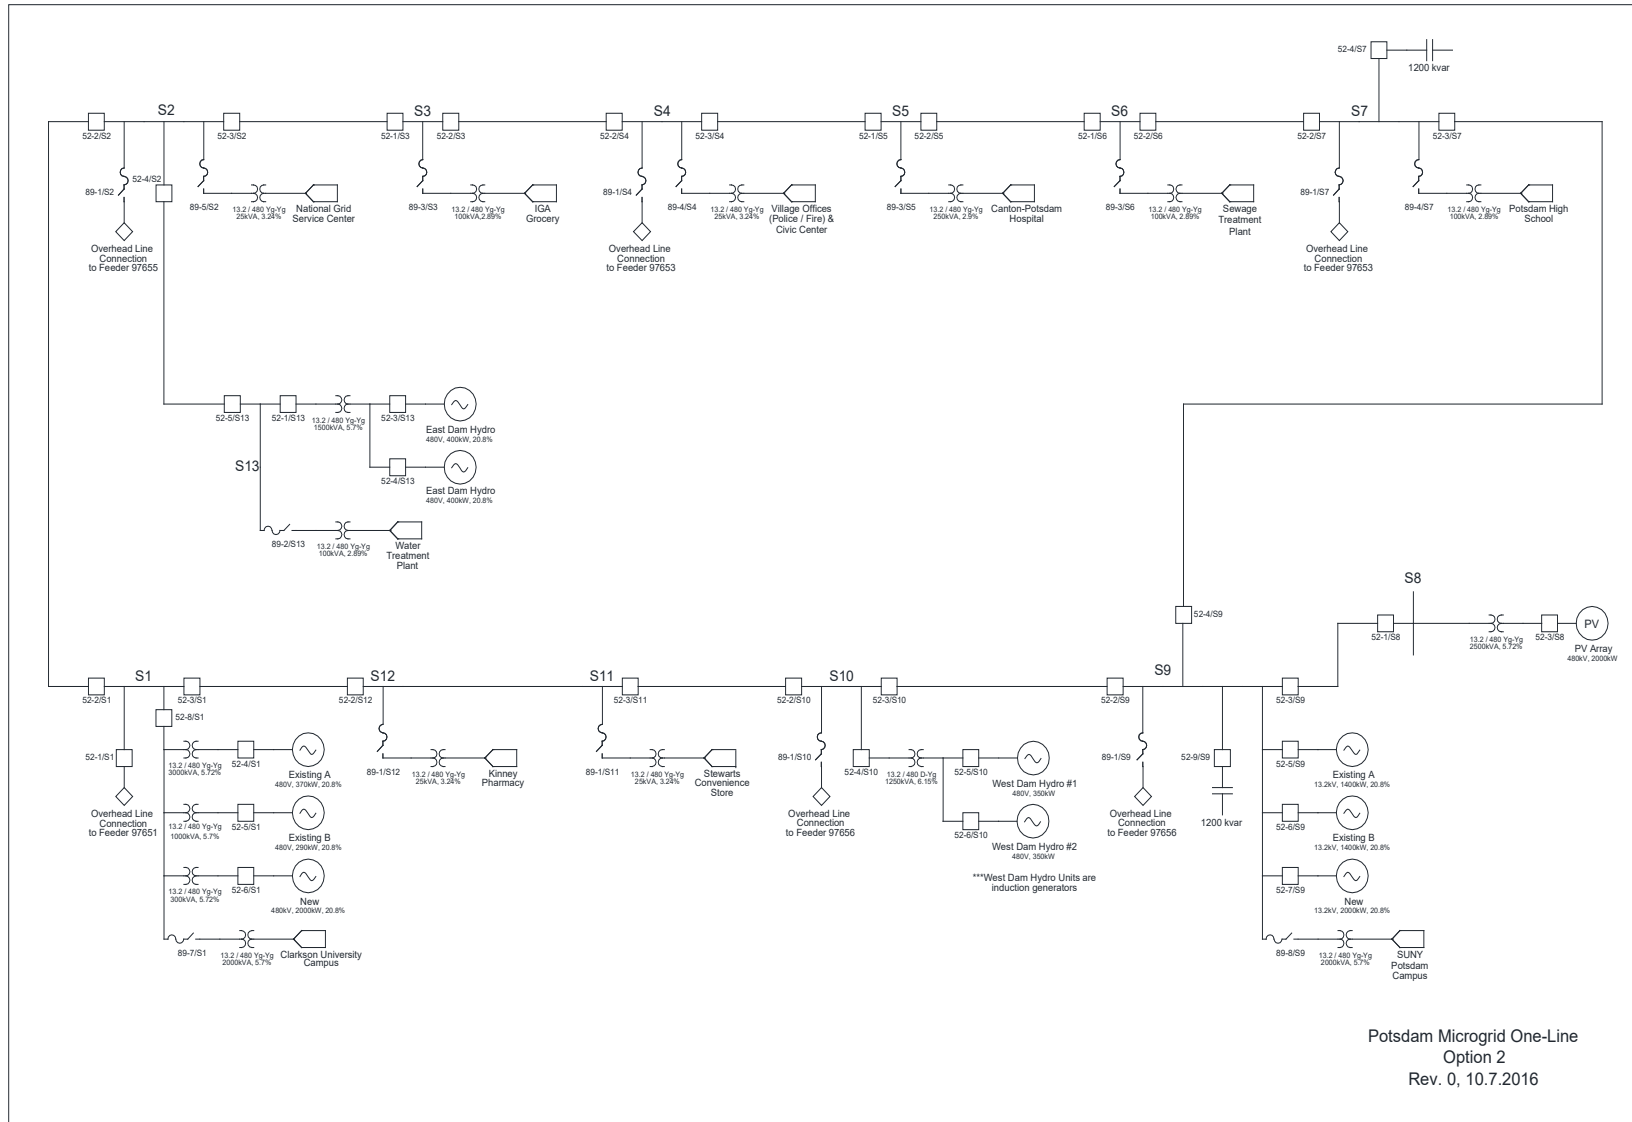 52-4/S7
1200 kvar
S2
S3
S4
S5
S6
S7
52-2/S2
52-3/S2
52-1/S3
52-2/S3
52-2/S4
52-3/S4
52-1/S5
52-2/S5
52-1/S6
52-2/S6
52-2/S7
52-3/S7
89-1/S2
52-4/S2
89-5/S2
13.2 / 480 Yg-Yg
25kVA, 3.24%
National Grid
Service Center
89-3/S3
13.2 / 480 Yg-Yg
100kVA,2.89%
IGA
Grocery
89-1/S4
89-4/S4
13.2 / 480 Yg-Yg
25kVA, 3.24%
Village Offices
(Police / Fire) &
Civic Center
89-3/S5
13.2 / 480 Yg-Yg
250kVA, 2.9%
Canton-Potsdam
Hospital
89-3/S6
13.2 / 480 Yg-Yg
100kVA, 2.89%
Sewage
Treatment
Plant
89-1/S7
89-4/S7
13.2 / 480 Yg-Yg
100kVA, 2.89%
Potsdam High
School
Overhead Line
Connection
to Feeder 97655
Overhead Line
Connection
to Feeder 97653
Overhead Line
Connection
to Feeder 97653
52-5/S13
52-1/S13
13.2 / 480 Yg-Yg
1500kVA, 5.7%
52-3/S13
East Dam Hydro
480V, 400kW, 20.8%
S13
52-4/S13
East Dam Hydro
480V, 400kW, 20.8%
89-2/S13
13.2 / 480 Yg-Yg
100kVA, 2.89%
Water
Treatment
Plant
S8
52-4/S9
52-1/S8
13.2 / 480 Yg-Yg
2500kVA, 5.72%
52-3/S8
PV
PV Array
480kV, 2000kW
S1
S12
S11
S10
S9
52-2/S1
52-3/S1
52-2/S12
52-3/S11
52-2/S10
52-3/S10
52-2/S9
52-3/S9
52-8/S1
52-1/S1
13.2 / 480 Yg-Yg
3000kVA, 5.72%
52-4/S1
Existing A
480V, 370kW, 20.8%
89-1/S12
13.2 / 480 Yg-Yg
25kVA, 3.24%
Kinney
Pharmacy
89-1/S11
13.2 / 480 Yg-Yg
25kVA, 3.24%
Stewarts
Convenience
Store
89-1/S10
52-4/S10
13.2 / 480 D-Yg
1250kVA, 6.15%
52-5/S10
West Dam Hydro #1
480V, 350kW
89-1/S9
52-9/S9
52-5/S9
Existing A
13.2kV, 1400kW, 20.8%
Overhead Line
Connection
to Feeder 97651
13.2 / 480 Yg-Yg
1000kVA, 5.7%
52-5/S1
Existing B
480V, 290kW, 20.8%
Overhead Line
Connection
to Feeder 97656
52-6/S10
West Dam Hydro #2
480V, 350kW
Overhead Line
Connection
to Feeder 97656
1200 kvar
52-6/S9
Existing B
13.2kV, 1400kW, 20.8%
13.2 / 480 Yg-Yg
300kVA, 5.72%
52-6/S1
New
480kV, 2000kW, 20.8%
***West Dam Hydro Units are
induction generators
52-7/S9
New
13.2kV, 2000kW, 20.8%
89-7/S1
13.2 / 480 Yg-Yg
2000kVA, 5.7%
Clarkson University
Campus
89-8/S9
13.2 / 480 Yg-Yg
2000kVA, 5.7%
SUNY
Potsdam
Campus
Potsdam Microgrid One-Line
Option 2
Rev. 0, 10.7.2016